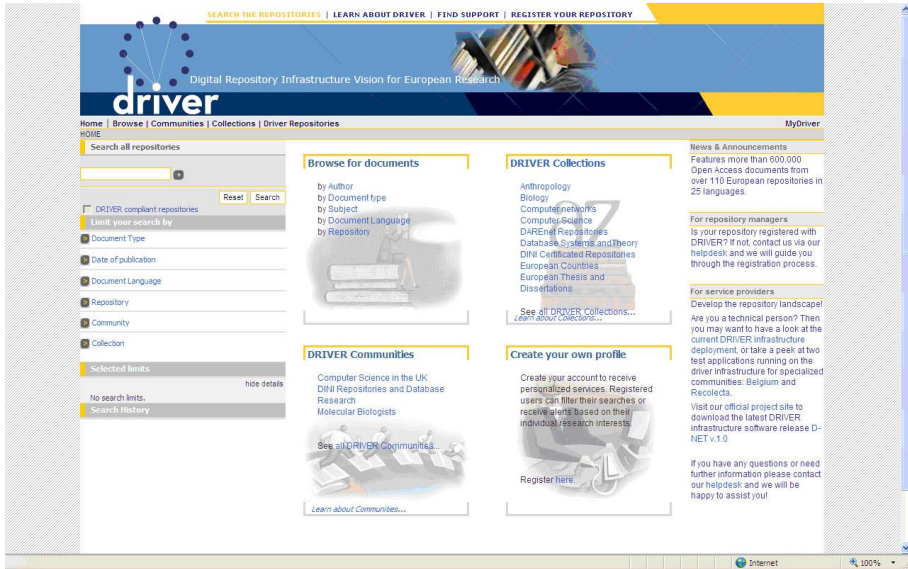 SEARCH THE REPOSITORIES | LEARN ABOUT DRIVER | FIND SUPPORT | REGISTER YOUR REPOSITORY
Digital Repository Infrastructure Vision for European Research
driver
Home | Browse | Communities | Collections | Driver Repositories
MyDriver
HOME
Search all repositories
Reset
Search
DRIVER compliant repositories
Limit your search by
Document Type
Date of publication
Document Language
Repository
Community
Collection
Selected limits
hide details
No search limits.
Search History
Browse for documents
by Author
by Document type
by Subject
by Document Language
by Repository
DRIVER Collections
Anthropology
Biology
Computer networks
Computer Science
DAREnet Repositories
Database Systems and Theory
DINI Certificated Repositories
European Countries
European Thesis and
Dissertations
See all DRIVER Collections...
Learn about Collections...
DRIVER Communities
Computer Science in the UK
DINI Repositories and Database
Research
Molecular Biologists
See all DRIVER Communities...
Learn about Communities...
Create your own profile
Create your account to receive
personalized services. Registered
users can filter their searches or
receive alerts based on their
individual research interests.
Register here.
News & Announcements
Features more than 600,000
Open Access documents from
over 110 European repositories in
25 languages.
For repository managers
Is your repository registered with
DRIVER? If not, contact us via our
helpdesk and we will guide you
through the registration process.
For service providers
Develop the repository landscape!
Are you a technical person? Then
you may want to have a look at the
current DRIVER infrastructure
deployment, or take a peek at two
test applications running on the
driver infrastructure for specialized
communities: Belgium and
Recolecta.
Visit our official project site to
download the latest DRIVER
infrastructure software release D-
NET v.1.0
If you have any questions or need
further information please contact
our helpdesk and we will be
happy to assist you!
Internet
100%